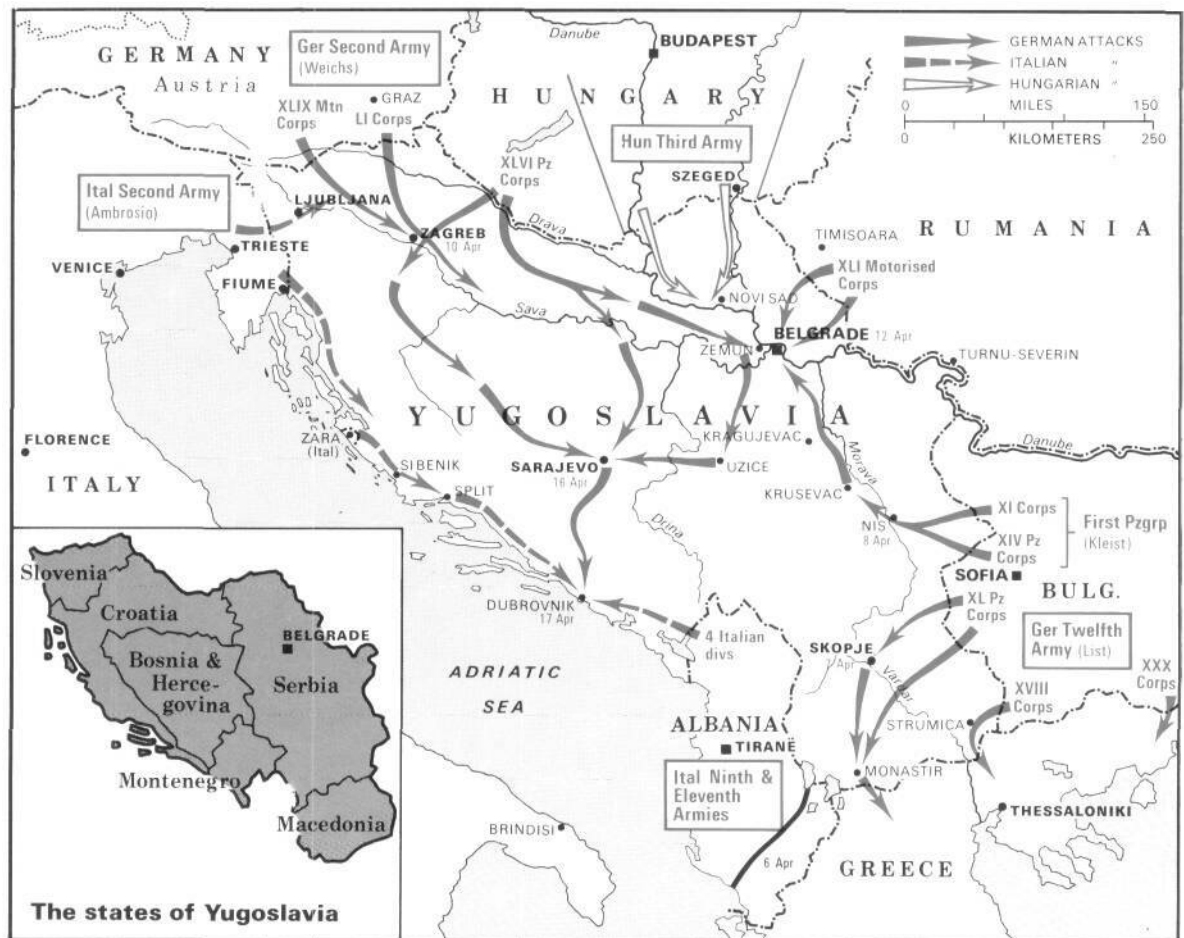 GERMANY
Austria
Ger Second Army
(Weichs)
XLIX Mtn
Corps
GRAZ
LI Corps
Danube
BUDAPEST
HUNGARY
XLVI Pz
Corps
Hun Third Army
SZEGED
GERMAN ATTACKS
ITALIAN "
HUNGARIAN "
0 MILES 150
0 KILOMETERS 250
Ital Second Army
(Ambrosio)
LJUBLJANA
TRIESTE
VENICE
FIUME
ZAGREB
10 Apr
Drava
Sava
TIMISOARA
RUMANIA
XLI Motorised
Corps
NOVI SAD
BELGRADE 12 Apr
ZEMUN
TURNU-SEVERIN
Danube
YUGOSLAVIA
FLORENCE
ITALY
ZARA
(Ital)
SIBENIK
SPLIT
SARAJEVO
16 Apr
KRAGUJEVAC
UZICE
Morava
KRUSEVAC
Drina
NIS
8 Apr
XI Corps
XIV Pz
Corps
First Pzgrp
(Kleist)
SOFIA
BULG.
XL Pz
Corps
Ger Twelfth
Army (List)
DUBROVNIK
17 Apr
4 Italian
divs
SKOPJE
7 Apr
Vardar
XVIII
Corps
XXX
Corps
STRUMICA
ADRIATIC
SEA
ALBANIA
TIRANË
Ital Ninth &
Eleventh
Armies
MONASTIR
THESSALONIKI
BRINDISI
6 Apr
GREECE
Slovenia
Croatia
BELGRADE
Bosnia &
Herce-
govina
Serbia
Montenegro
Macedonia
The states of Yugoslavia